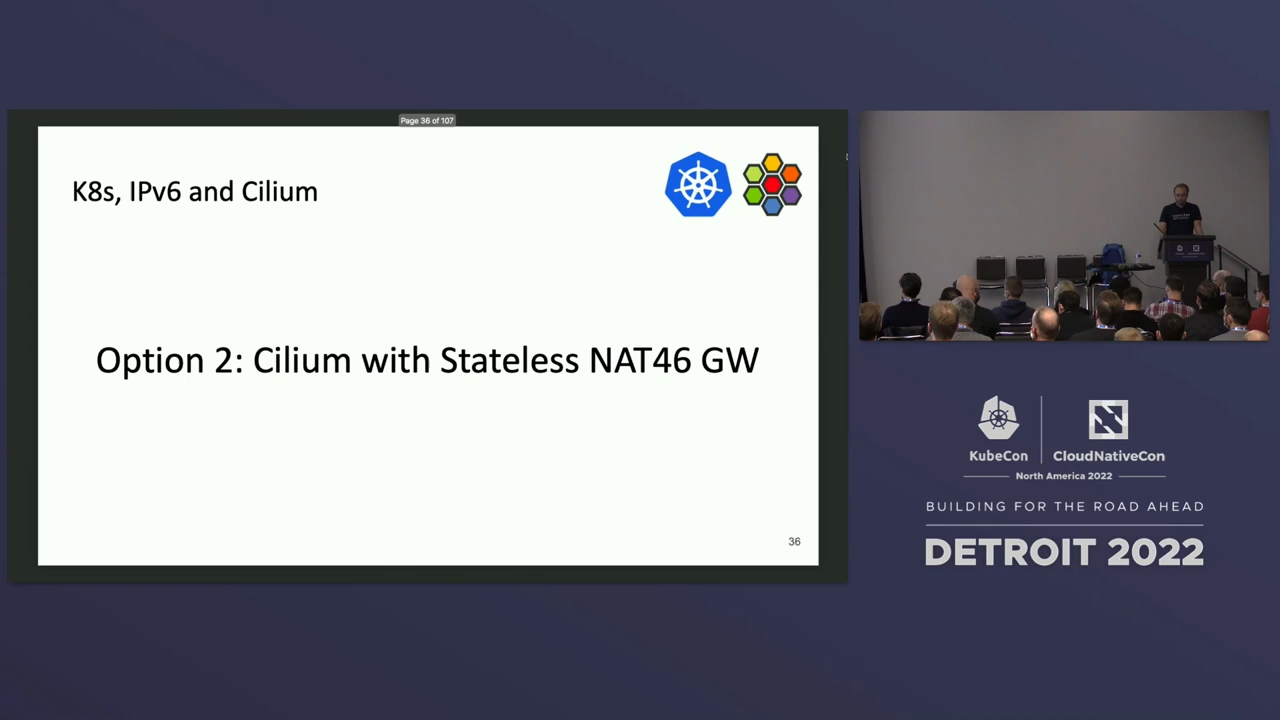 Page 36 of 107
K8s, IPv6 and Cilium
Option 2: Cilium with Stateless NAT46 GW
36
KubeCon
CloudNativeCon
North America 2022
BUILDING FOR THE ROAD AHEAD
DETROIT 2022